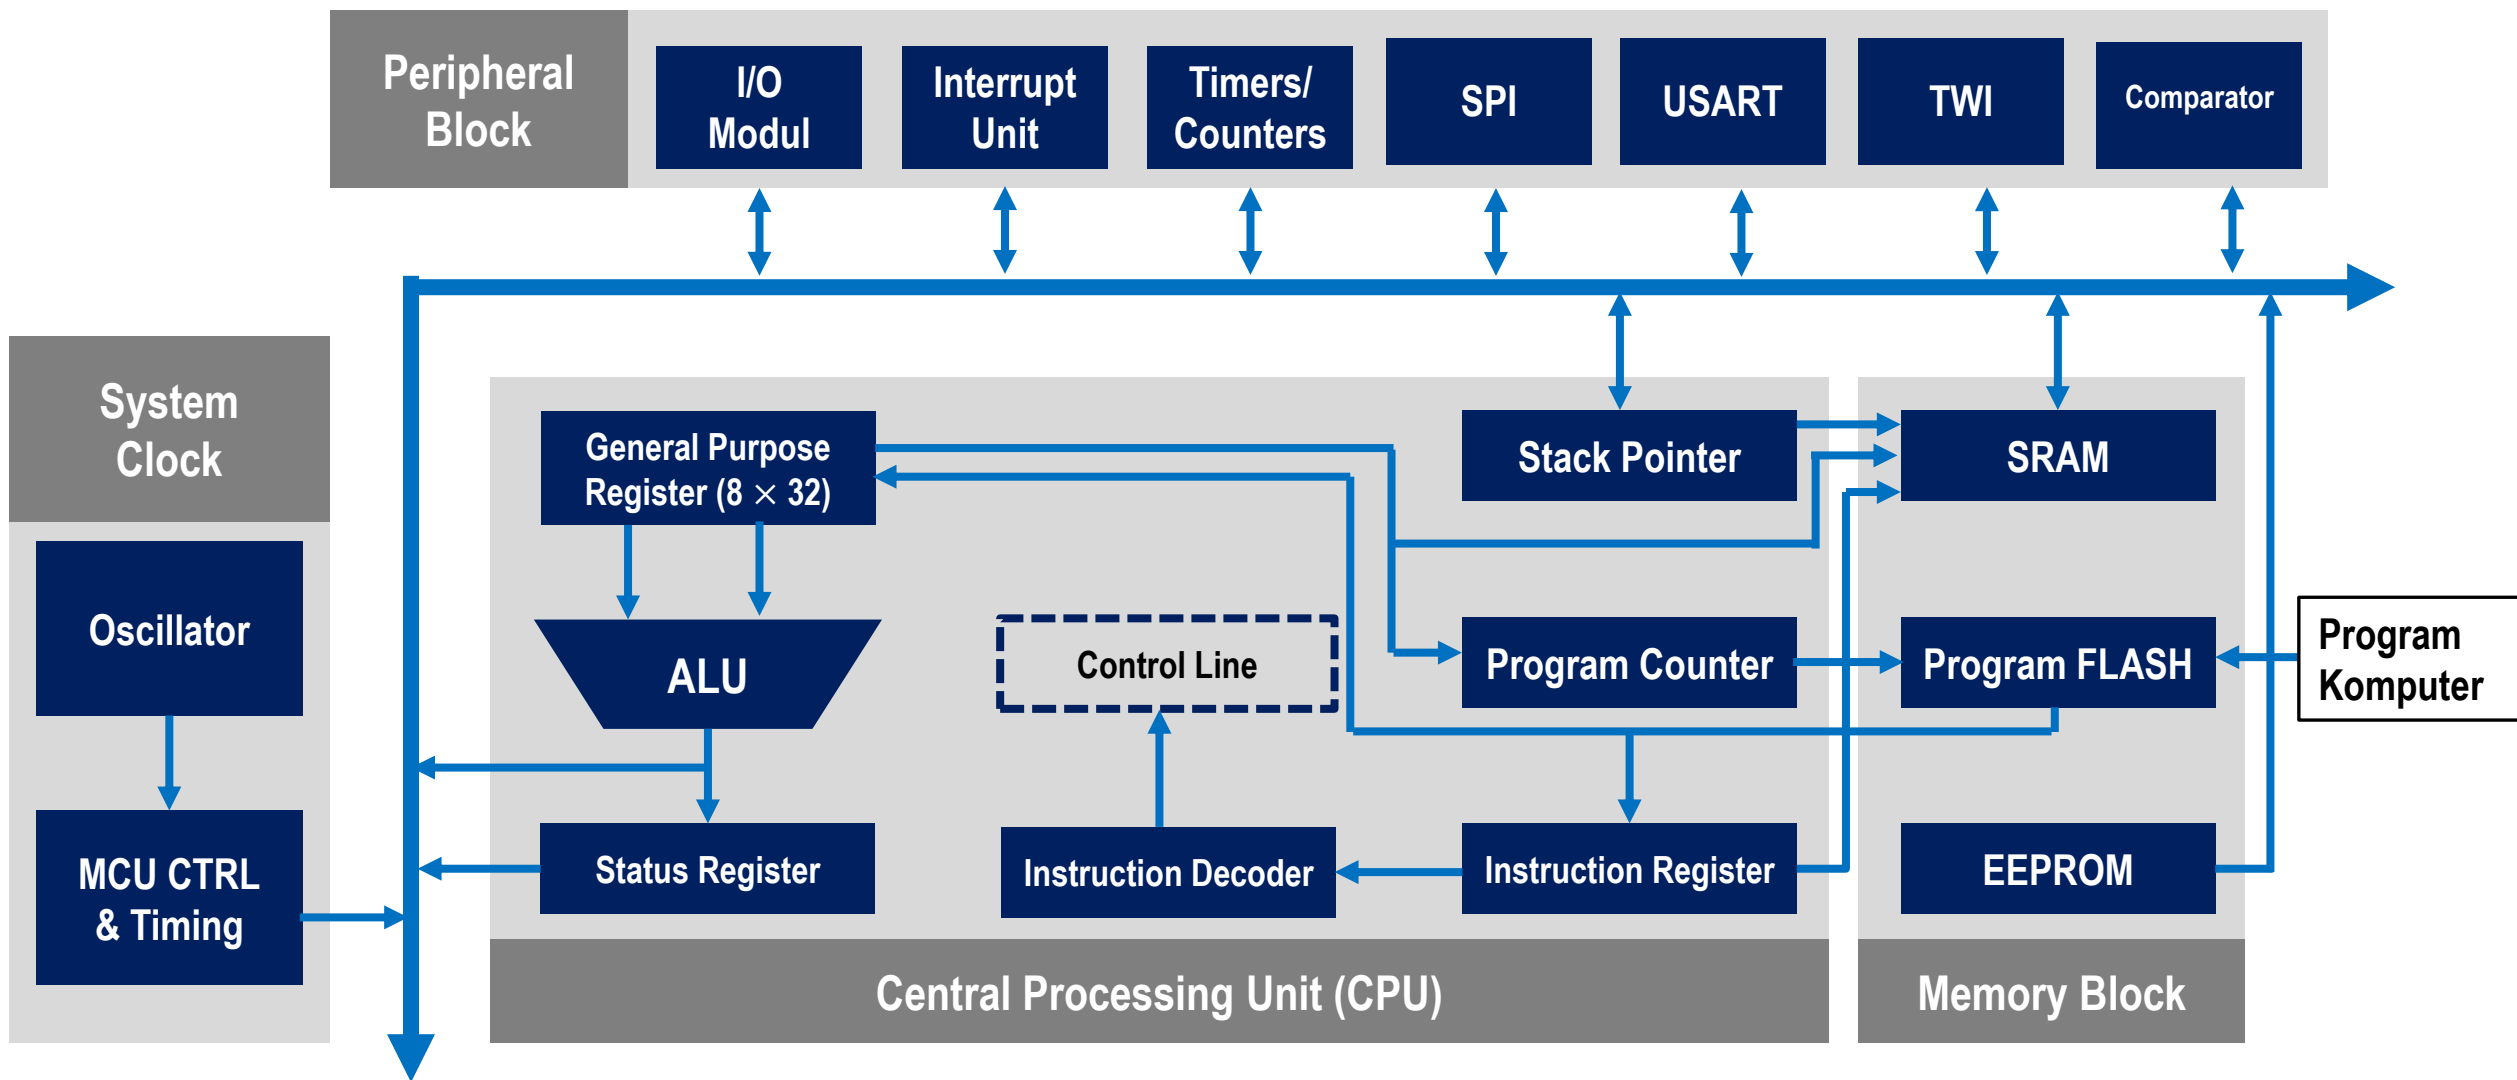 Peripheral
Block
I/O
Modul
Interrupt
Unit
Timers/
Counters
SPI
USART
TWI
Comparator
System
Clock
Oscillator
MCU CTRL
& Timing
General Purpose
Register (8 × 32)
Stack Pointer
SRAM
ALU
Control Line
Program Counter
Program FLASH
Program
Komputer
Status Register
Instruction Decoder
Instruction Register
EEPROM
Central Processing Unit (CPU)
Memory Block